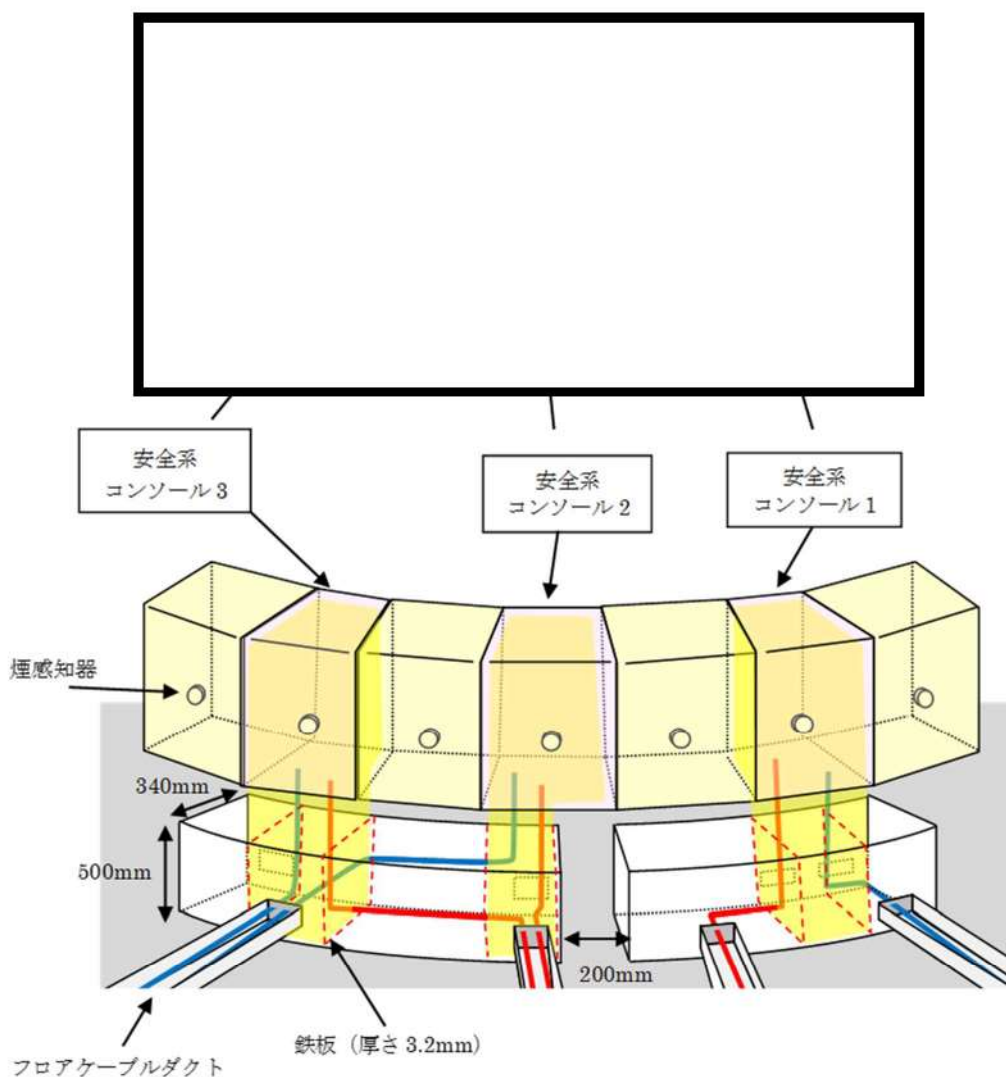 安全系
コンソール 3
安全系
コンソール 2
安全系
コンソール 1
煙感知器
340mm
500mm
200mm
鉄板（厚さ 3.2mm）
フロアケーブルダクト